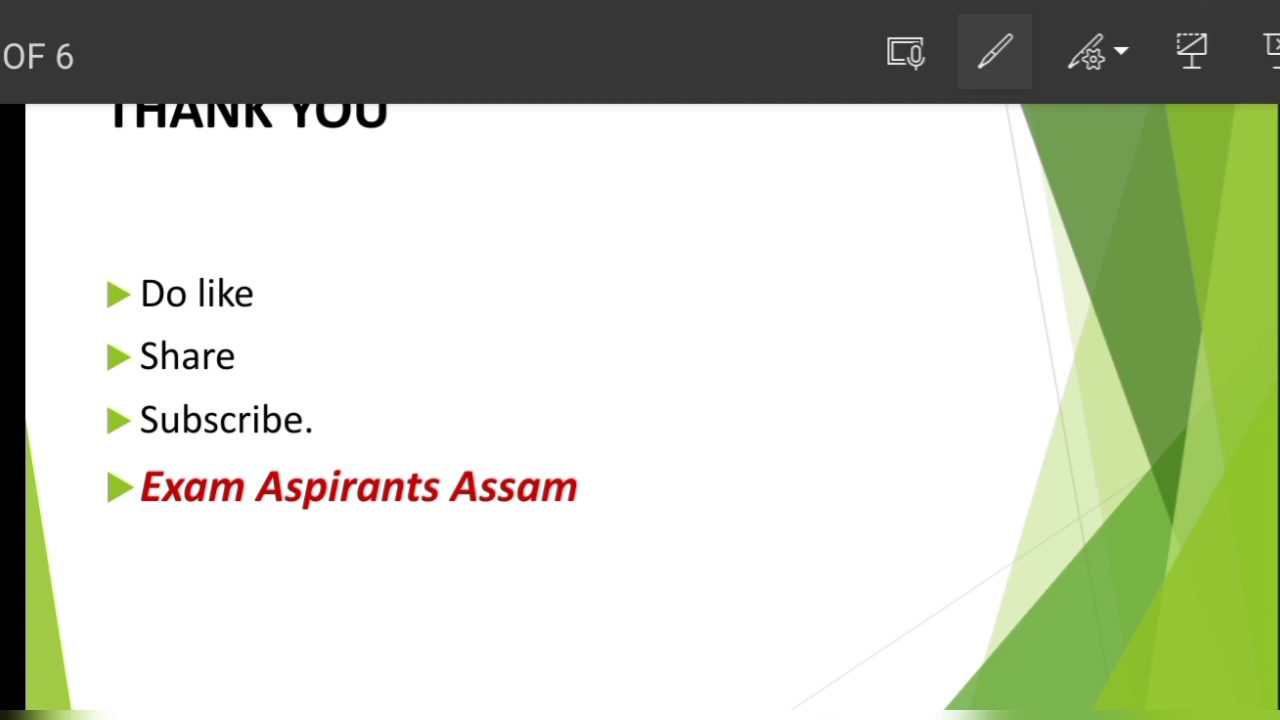 OF 6
THANK YOU
Do like
Share
Subscribe.
Exam Aspirants Assam